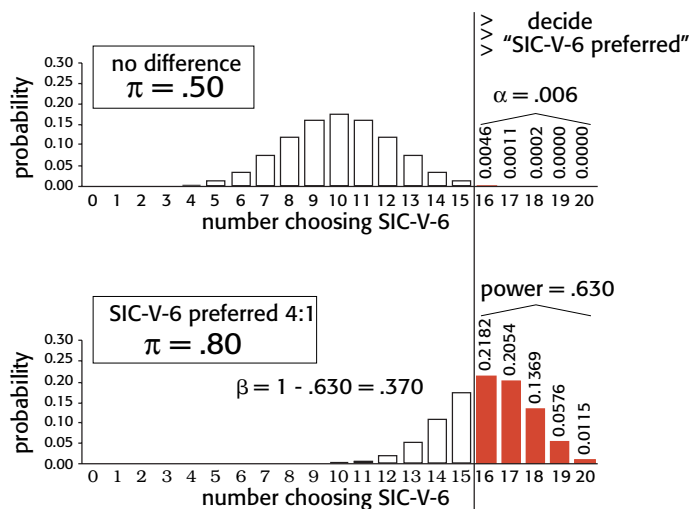 > decide
> "SIC-V-6 preferred"
>
no difference
π = .50
α = .006
probability
0.30
0.25
0.20
0.15
0.10
0.05
0.00
0.0046
0.0011
0.0002
0.0000
0.0000
0 1 2 3 4 5 6 7 8 9 10 11 12 13 14 15 16 17 18 19 20
number choosing SIC-V-6
SIC-V-6 preferred 4:1
π = .80
power = .630
β = 1 - .630 = .370
probability
0.30
0.20
0.20
0.15
0.10
0.05
0.00
0.2182
0.2054
0.1369
0.0576
0.0115
0 1 2 3 4 5 6 7 8 9 10 11 12 13 14 15 16 17 18 19 20
number choosing SIC-V-6